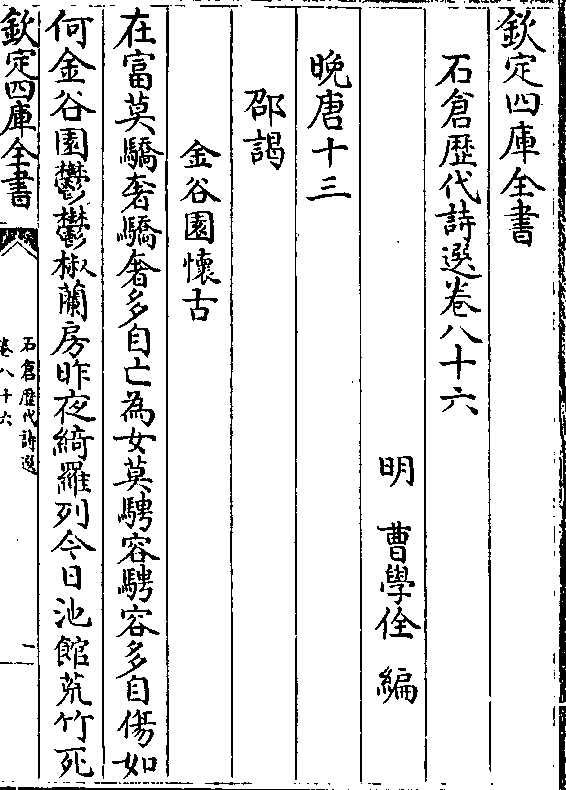 欽定四庫全書
石倉歴代詩選卷八十六
明 曹學佺 編
晚唐十三
邵謁
金谷園懷古
在富莫驕奢驕奢多自亡為女莫騁容騁容多自傷如
何金谷園鬱鬱椒蘭房昨夜綺羅列今日池館荒竹死
欽定四庫全書
石倉歴代詩選
卷八十六
一